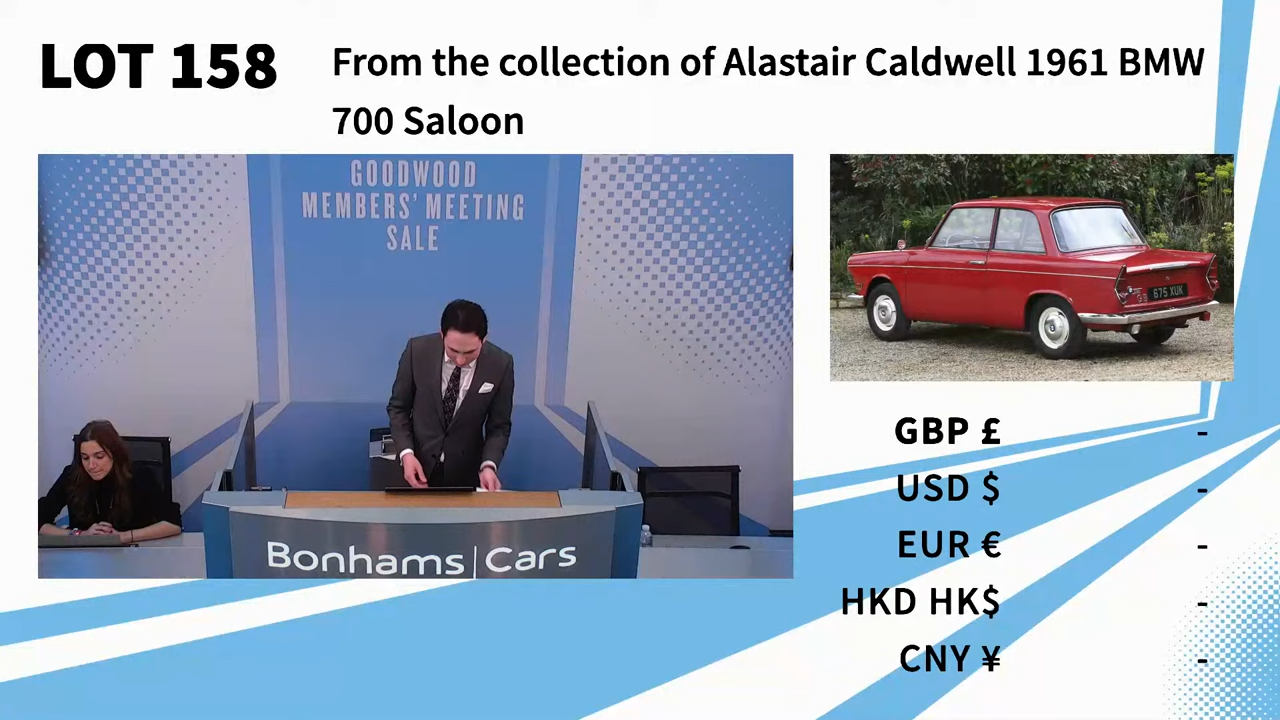 LOT 158
From the collection of Alastair Caldwell 1961 BMW
700 Saloon
GOODWOOD
MEMBERS' MEETING
SALE
675 XUK
Bonhams | Cars
GBP £ -
USD $ -
EUR € -
HKD HK$ -
CNY ¥ -